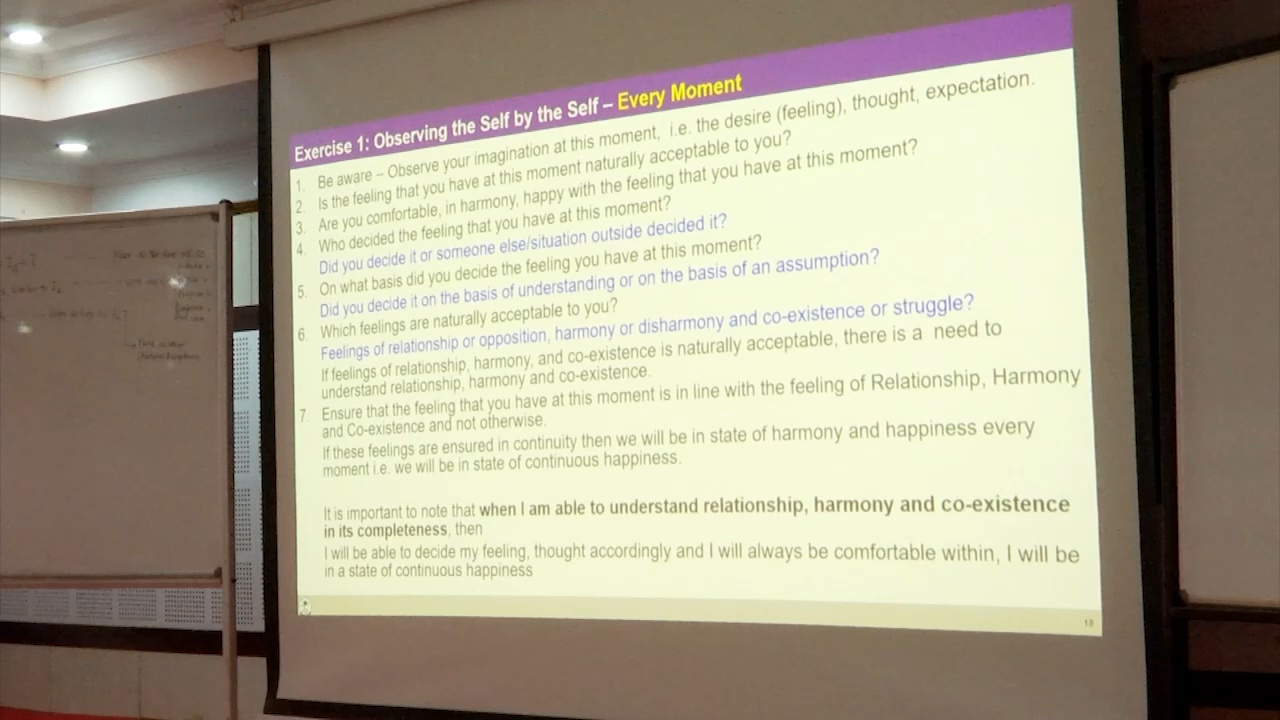 Exercise 1: Observing the Self by the Self – Every Moment
1. Be aware – Observe your imagination at this moment, i.e. the desire (feeling), thought, expectation.
2. Is the feeling that you have at this moment naturally acceptable to you?
3. Are you comfortable, in harmony, happy with the feeling that you have at this moment?
4. Who decided the feeling that you have at this moment?
Did you decide it or someone else/situation outside decided it?
5. On what basis did you decide the feeling you have at this moment?
Did you decide it on the basis of understanding or on the basis of an assumption?
6. Which feelings are naturally acceptable to you?
Feelings of relationship or opposition, harmony or disharmony and co-existence or struggle?
If feelings of relationship, harmony, and co-existence is naturally acceptable, there is a need to
understand relationship, harmony and co-existence.
7. Ensure that the feeling that you have at this moment is in line with the feeling of Relationship, Harmony
and Co-existence and not otherwise.
If these feelings are ensured in continuity then we will be in state of harmony and happiness every
moment i.e. we will be in state of continuous happiness.
It is important to note that when I am able to understand relationship, harmony and co-existence
in its completeness, then
I will be able to decide my feeling, thought accordingly and I will always be comfortable within, I will be
in a state of continuous happiness
18